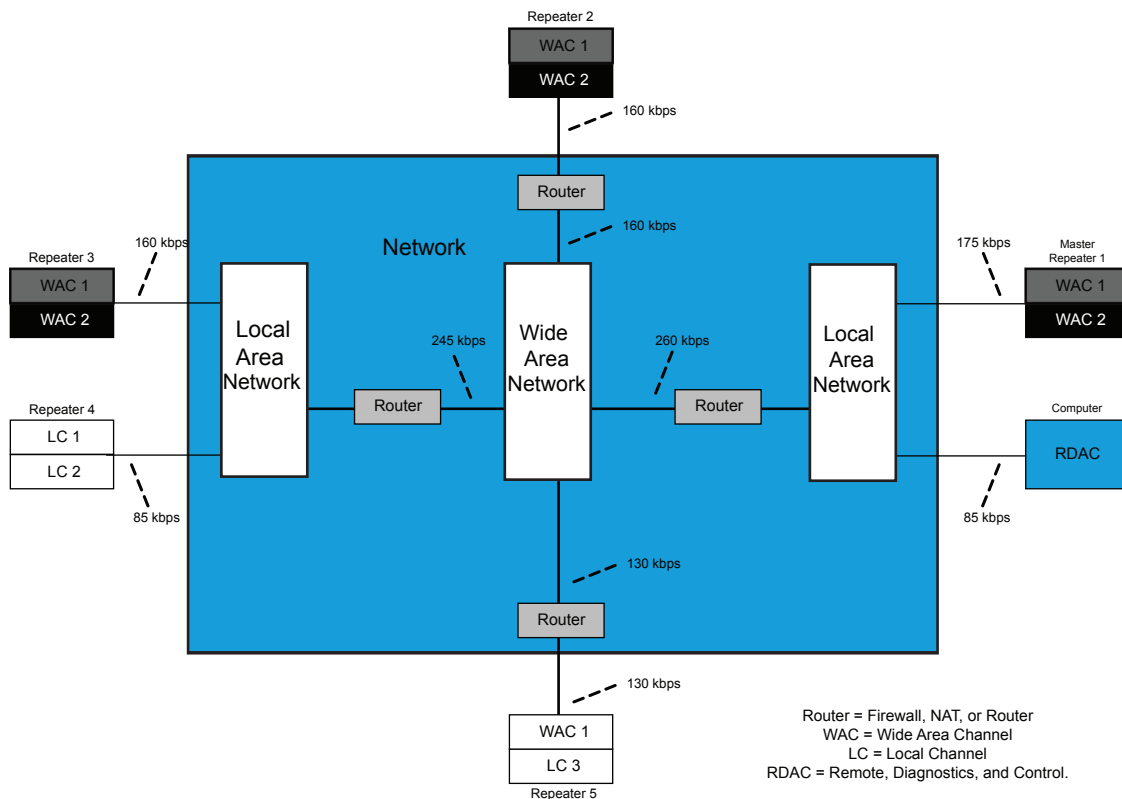 Repeater 2
WAC 1
WAC 2
160 kbps
Router
160 kbps
Network
Repeater 3
160 kbps
WAC 1
WAC 2
175 kbps
Master
Repeater 1
WAC 1
WAC 2
Local
Area
Network
245 kbps
Wide
Area
Network
260 kbps
Local
Area
Network
Router
Router
Repeater 4
LC 1
LC 2
85 kbps
Computer
RDAC
85 kbps
130 kbps
Router
130 kbps
WAC 1
LC 3
Repeater 5
Router = Firewall, NAT, or Router
WAC = Wide Area Channel
LC = Local Channel
RDAC = Remote, Diagnostics, and Control.